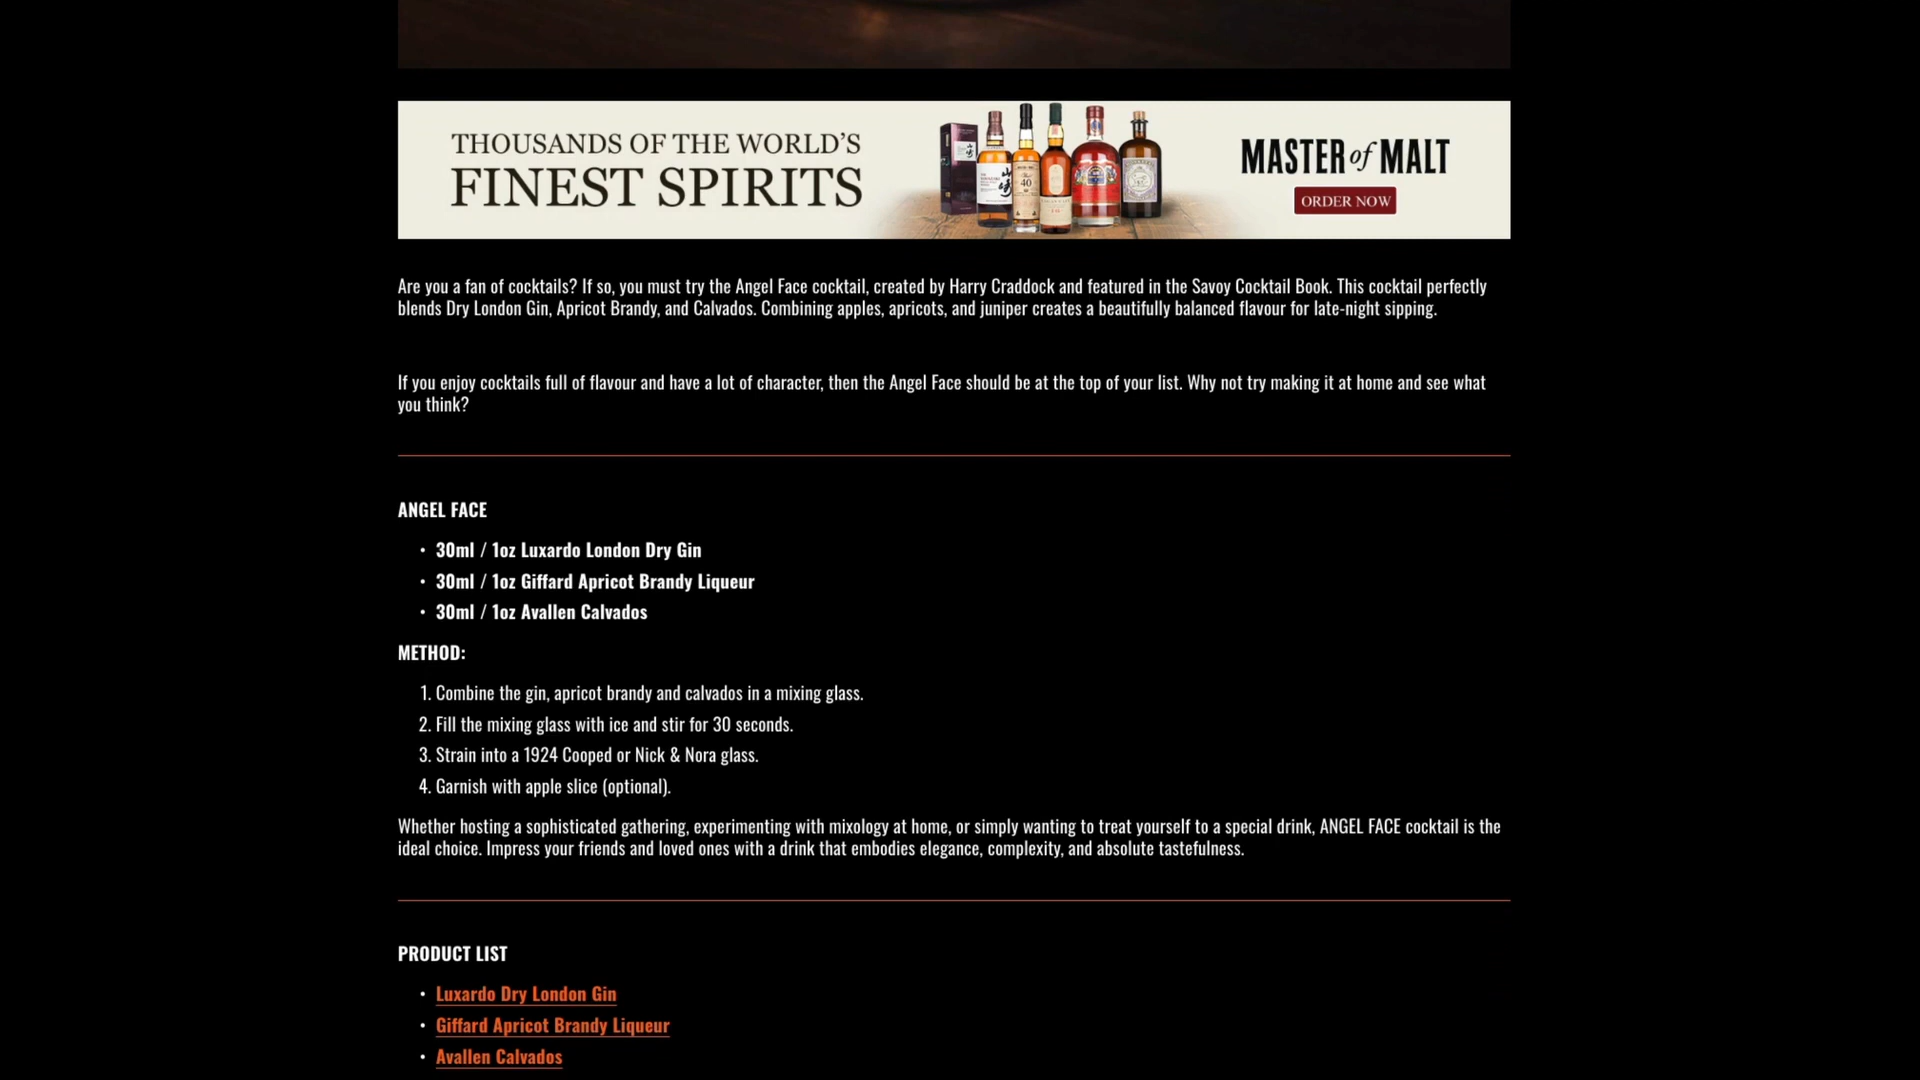 THOUSANDS OF THE WORLD'S
FINEST SPIRITS
MASTER of MALT
ORDER NOW
Are you a fan of cocktails? If so, you must try the Angel Face cocktail, created by Harry Craddock and featured in the Savoy Cocktail Book. This cocktail perfectly
blends Dry London Gin, Apricot Brandy, and Calvados. Combining apples, apricots, and juniper creates a beautifully balanced flavour for late-night sipping.
If you enjoy cocktails full of flavour and have a lot of character, then the Angel Face should be at the top of your list. Why not try making it at home and see what
you think?
ANGEL FACE
• 30ml / 1oz Luxardo London Dry Gin
• 30ml / 1oz Giffard Apricot Brandy Liqueur
• 30ml / 1oz Avallen Calvados
METHOD:
1. Combine the gin, apricot brandy and calvados in a mixing glass.
2. Fill the mixing glass with ice and stir for 30 seconds.
3. Strain into a 1924 Cooped or Nick & Nora glass.
4. Garnish with apple slice (optional).
Whether hosting a sophisticated gathering, experimenting with mixology at home, or simply wanting to treat yourself to a special drink, ANGEL FACE cocktail is the
ideal choice. Impress your friends and loved ones with a drink that embodies elegance, complexity, and absolute tastefulness.
PRODUCT LIST
• Luxardo Dry London Gin
• Giffard Apricot Brandy Liqueur
• Avallen Calvados